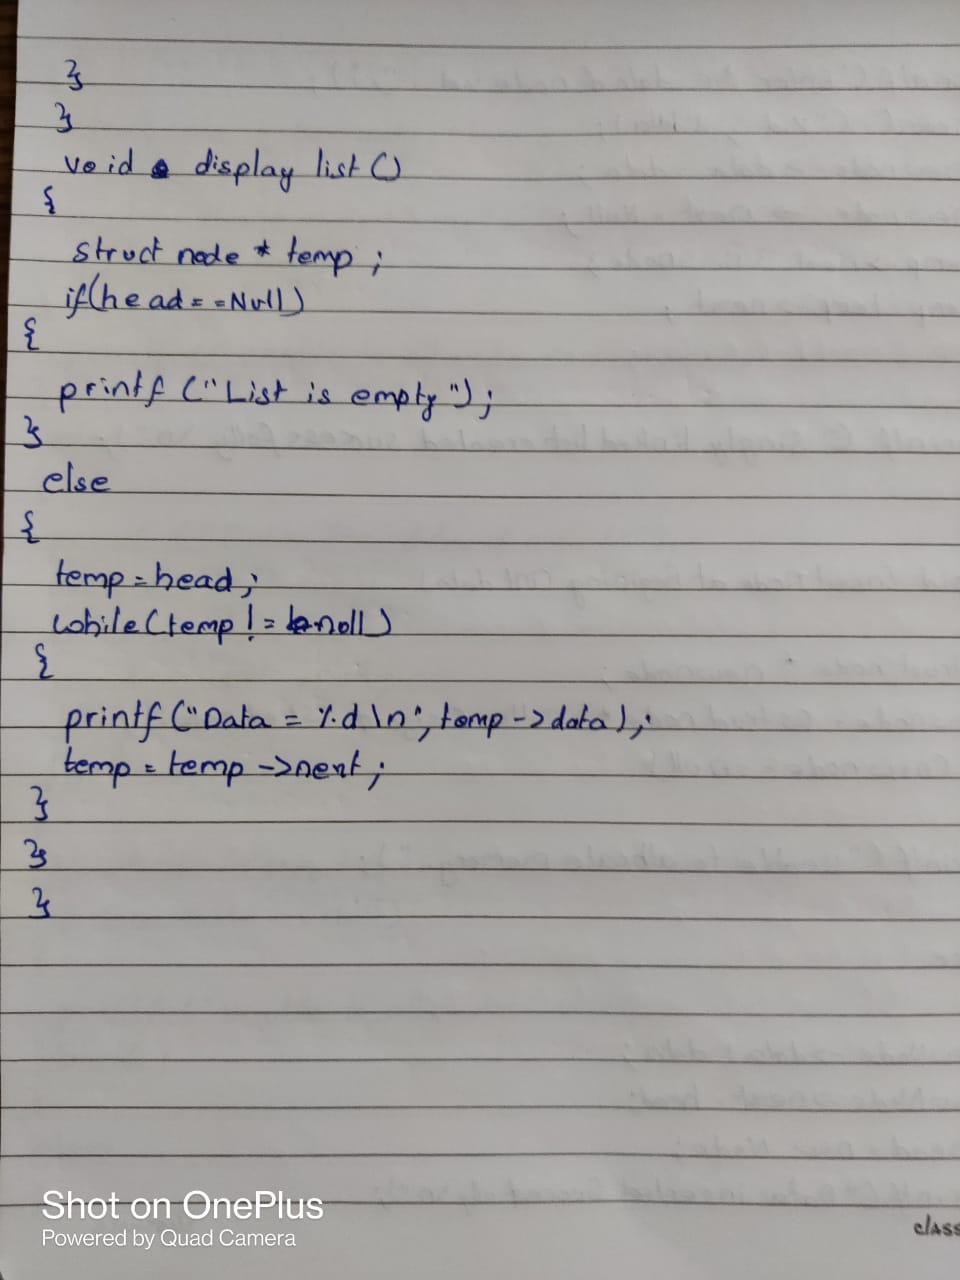 }
}
void display list ()
{
struct node * temp ;
if(head = = Null)
{
printf ("List is empty");
}
else
{
temp = head ;
while (temp ! = null)
{
printf ("Data = %d \n", temp -> data) ;
temp = temp -> next ;
}
}
}
Shot on OnePlus
Powered by Quad Camera
class